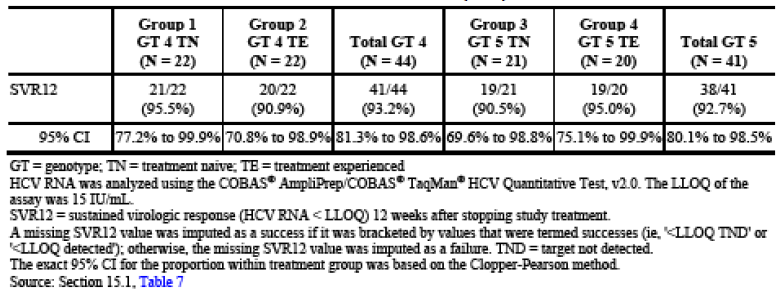 Group 1 Group 2 Group 3 Group 4
GT 4 TN GT 4 TE Total GT 4 GT 5 TN GT 5 TE Total GT 5
(N = 22) (N = 22) (N = 44) (N = 21) (N = 20) (N = 41)
SVR12 21/22 20/22 41/44 19/21 19/20 38/41
(95.5%) (90.9%) (93.2%) (90.5%) (95.0%) (92.7%)
95% CI 77.2% to 99.9% 70.8% to 98.9% 81.3% to 98.6% 69.6% to 98.8% 75.1% to 99.9% 80.1% to 98.5%
GT = genotype; TN = treatment naive; TE = treatment experienced
HCV RNA was analyzed using the COBAS® AmpliPrep/COBAS® TaqMan® HCV Quantitative Test, v2.0. The LLOQ of the
assay was 15 IU/mL.
SVR12 = sustained virologic response (HCV RNA < LLOQ) 12 weeks after stopping study treatment.
A missing SVR12 value was imputed as a success if it was bracketed by values that were termed successes (ie, '<LLOQ TND' or
'<LLOQ detected'); otherwise, the missing SVR12 value was imputed as a failure. TND = target not detected.
The exact 95% CI for the proportion within treatment group was based on the Clopper-Pearson method.
Source: Section 15.1, Table 7